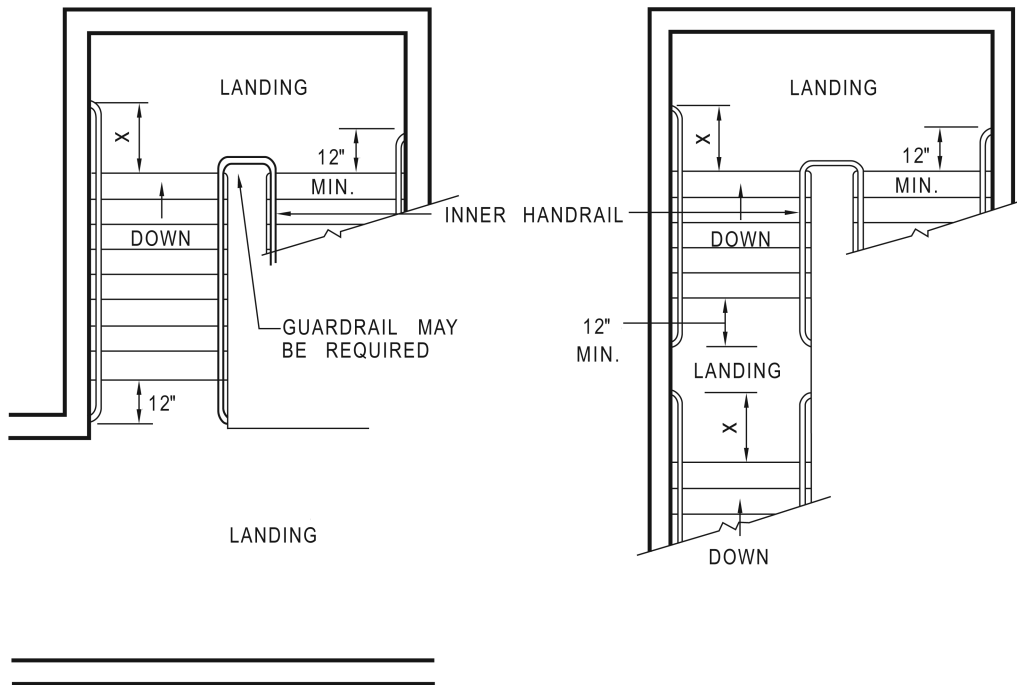 LANDING
X
12"
MIN.
DOWN
INNER HANDRAIL
GUARDRAIL MAY
BE REQUIRED
12"
LANDING
LANDING
X
12"
MIN.
DOWN
12"
MIN.
LANDING
X
DOWN